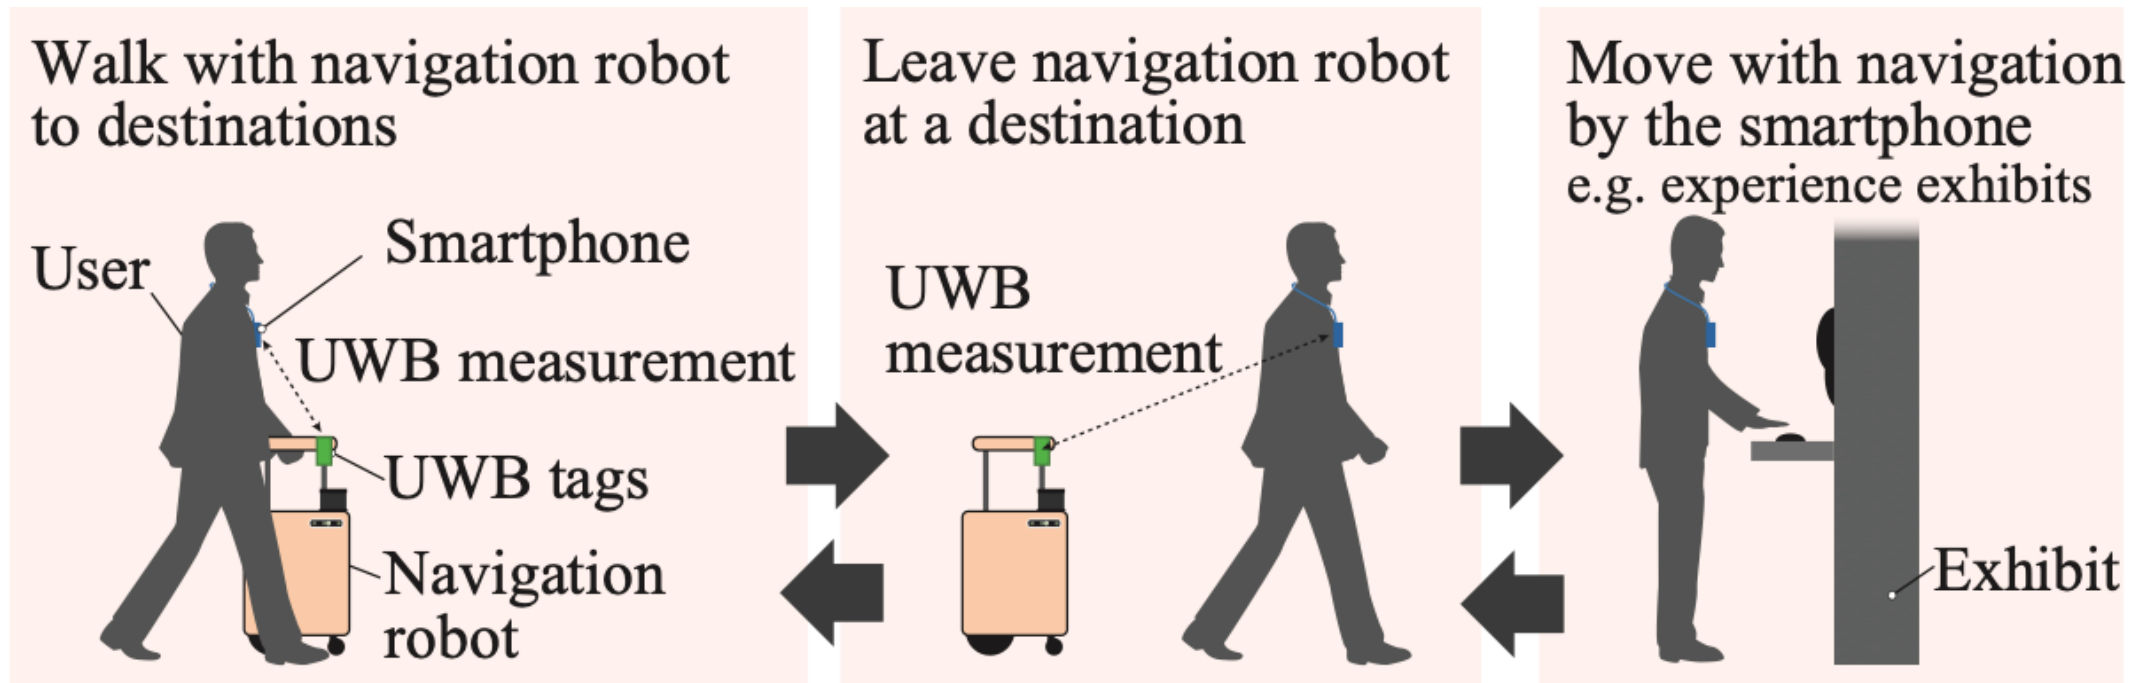 Walk with navigation robot
to destinations
User
Smartphone
UWB measurement
UWB tags
Navigation
robot
Leave navigation robot
at a destination
UWB
measurement
Move with navigation
by the smartphone
e.g. experience exhibits
Exhibit